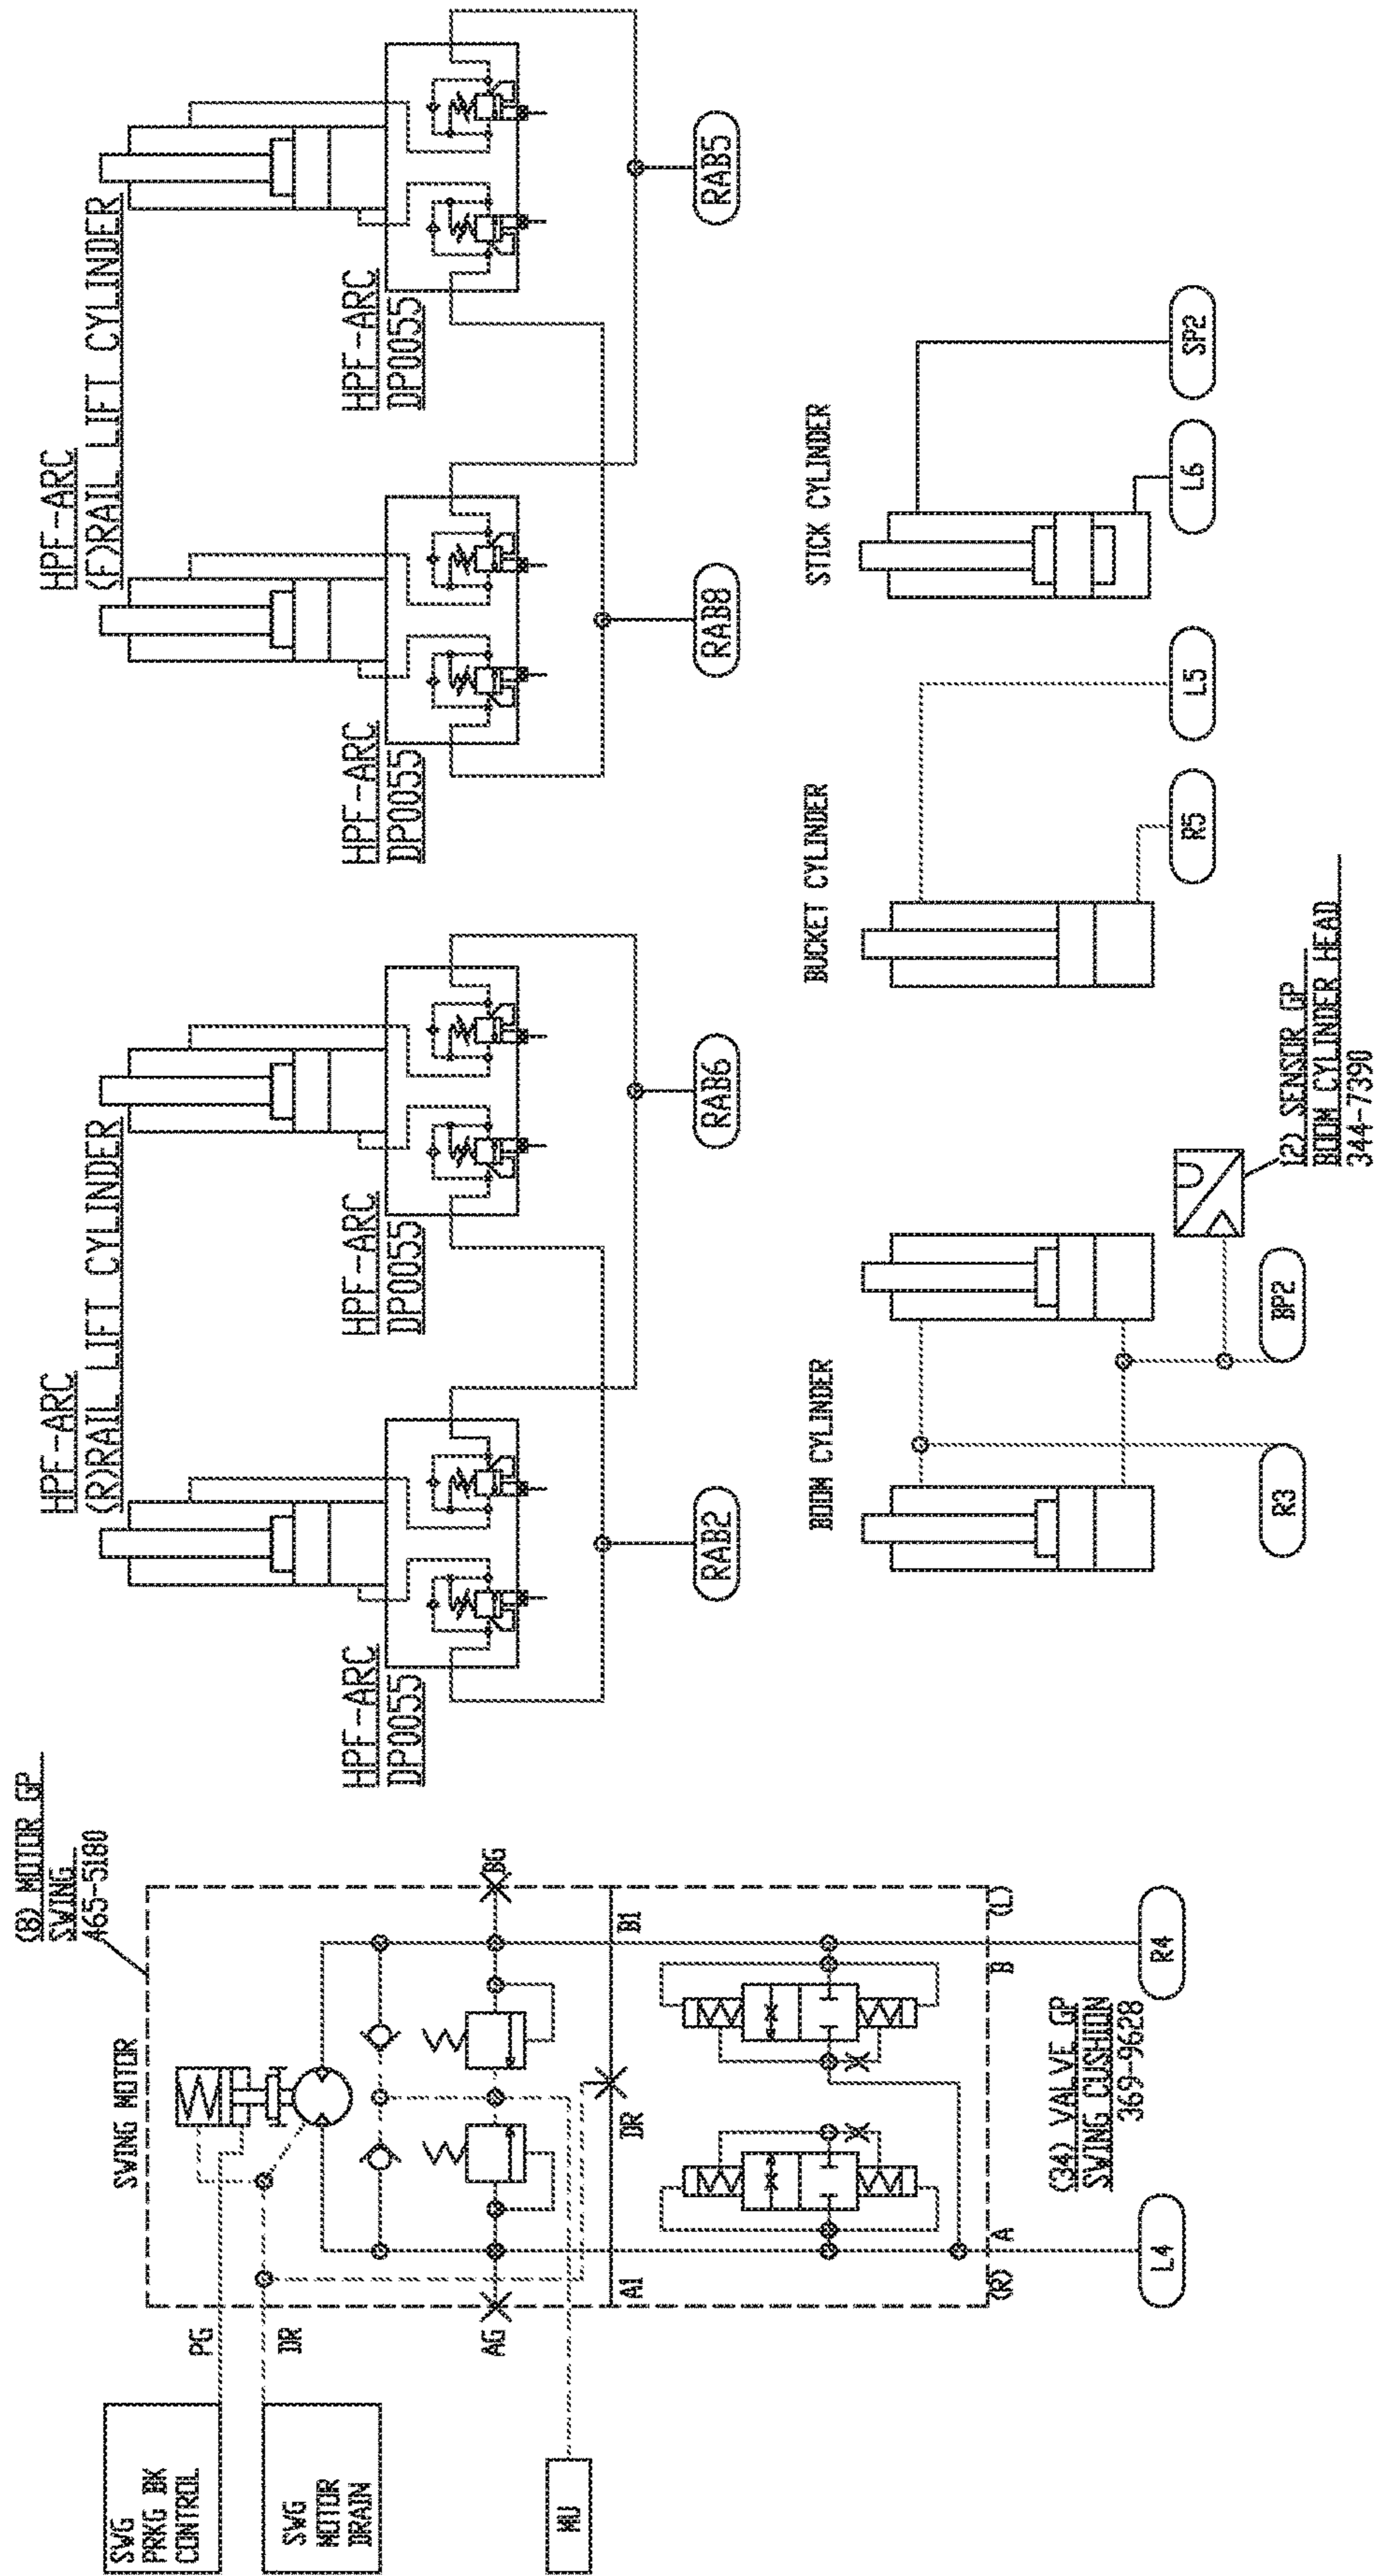 (8) MOTOR GP
SWING
465-5180
SWING MOTOR
SWG
PRKG BK
CONTROL
PG
SWG
MOTOR
DRAIN
DR
AG
BG
MU
A1
DR
B1
(R)
A
B
(L)
L4
R4
(34) VALVE GP
SWING CUSHION
369-9628
HPF-ARC
(R)RAIL LIFT CYLINDER
HPF-ARC
DP0055
HPF-ARC
DP0055
RAB2
RAB6
HPF-ARC
(F)RAIL LIFT CYLINDER
HPF-ARC
DP0055
HPF-ARC
DP0055
RAB8
RAB5
BOOM CYLINDER
R3
BP2
(2) SENSOR GP
BOOM CYLINDER HEAD
344-7390
BUCKET CYLINDER
R5
L5
STICK CYLINDER
L6
SP2